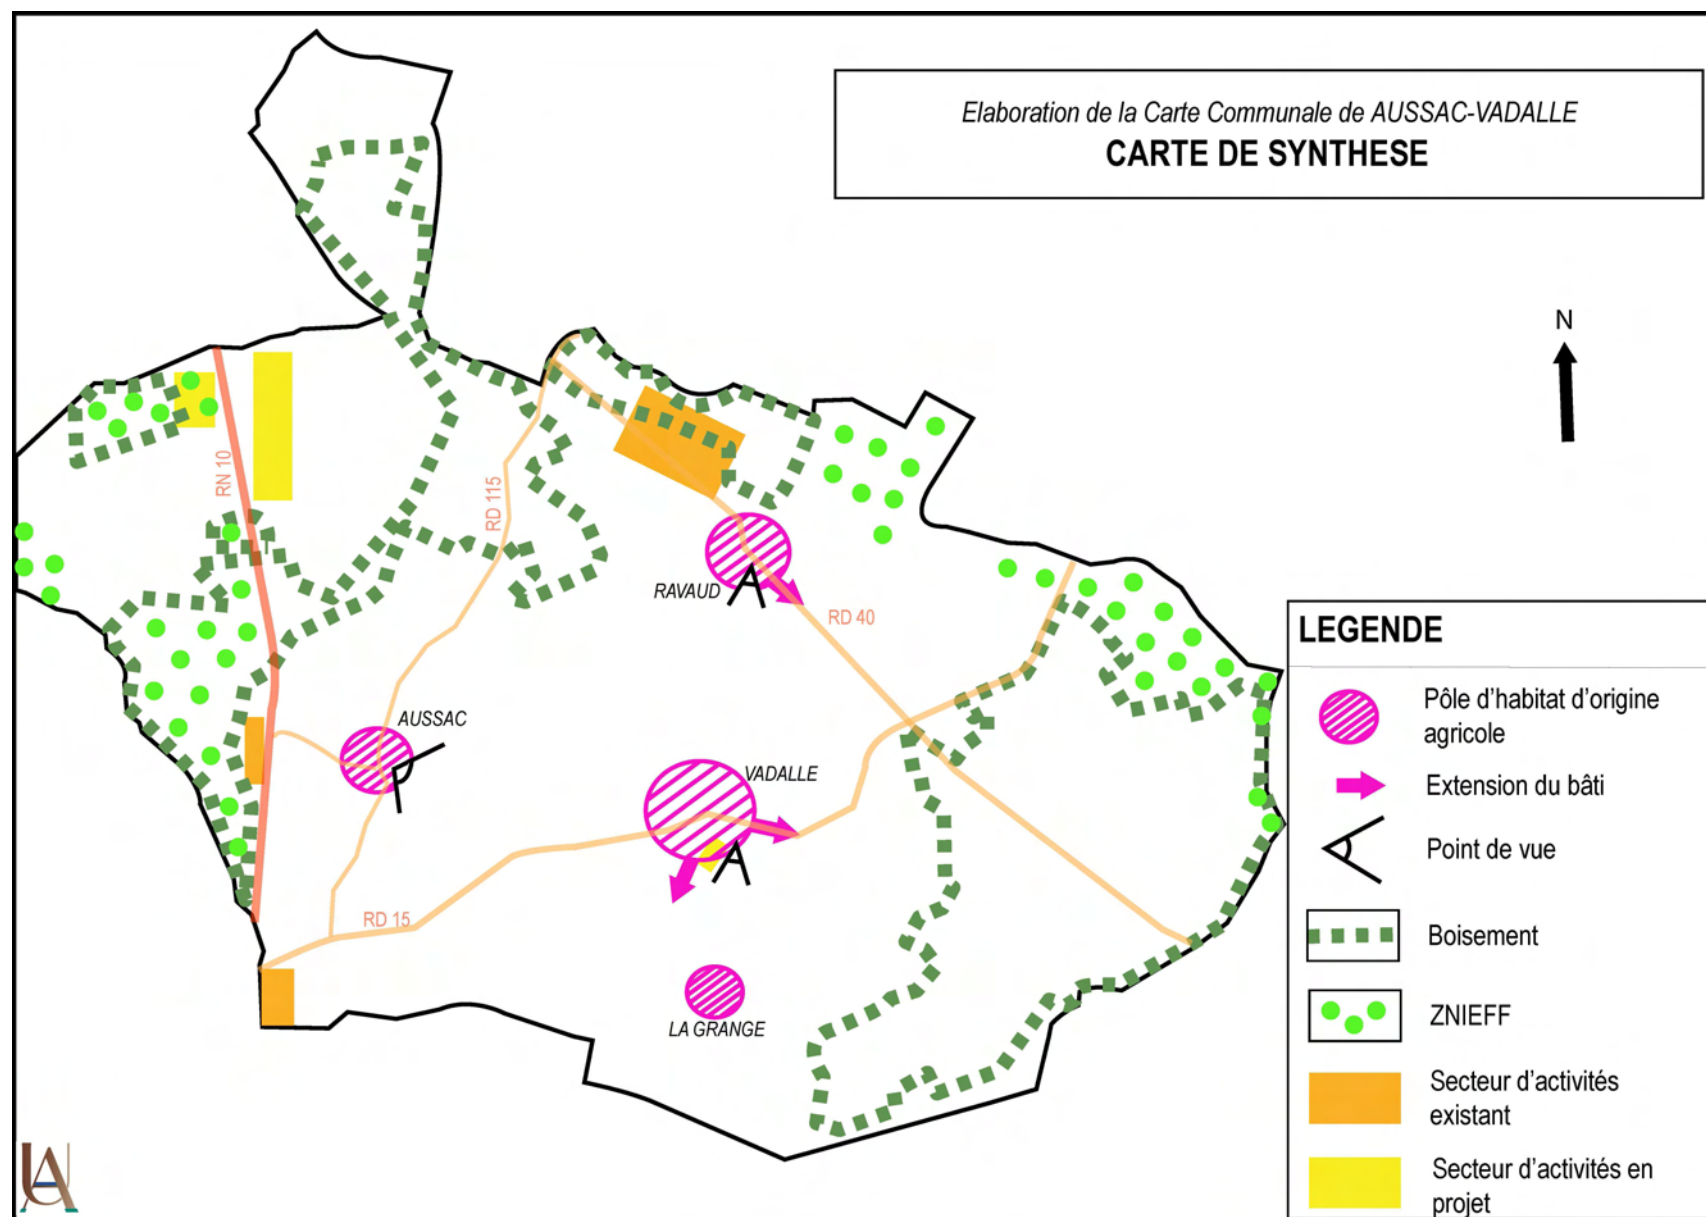 Elaboration de la Carte Communale de AUSSAC-VADALLE
CARTE DE SYNTHESE
N
RN 10
RD 115
RAVAUD
RD 40
AUSSAC
VADALLE
RD 15
LA GRANGE
LEGENDE
Pôle d'habitat d'origine
agricole
Extension du bâti
Point de vue
Boisement
ZNIEFF
Secteur d'activités
existant
Secteur d'activités en
projet
UA